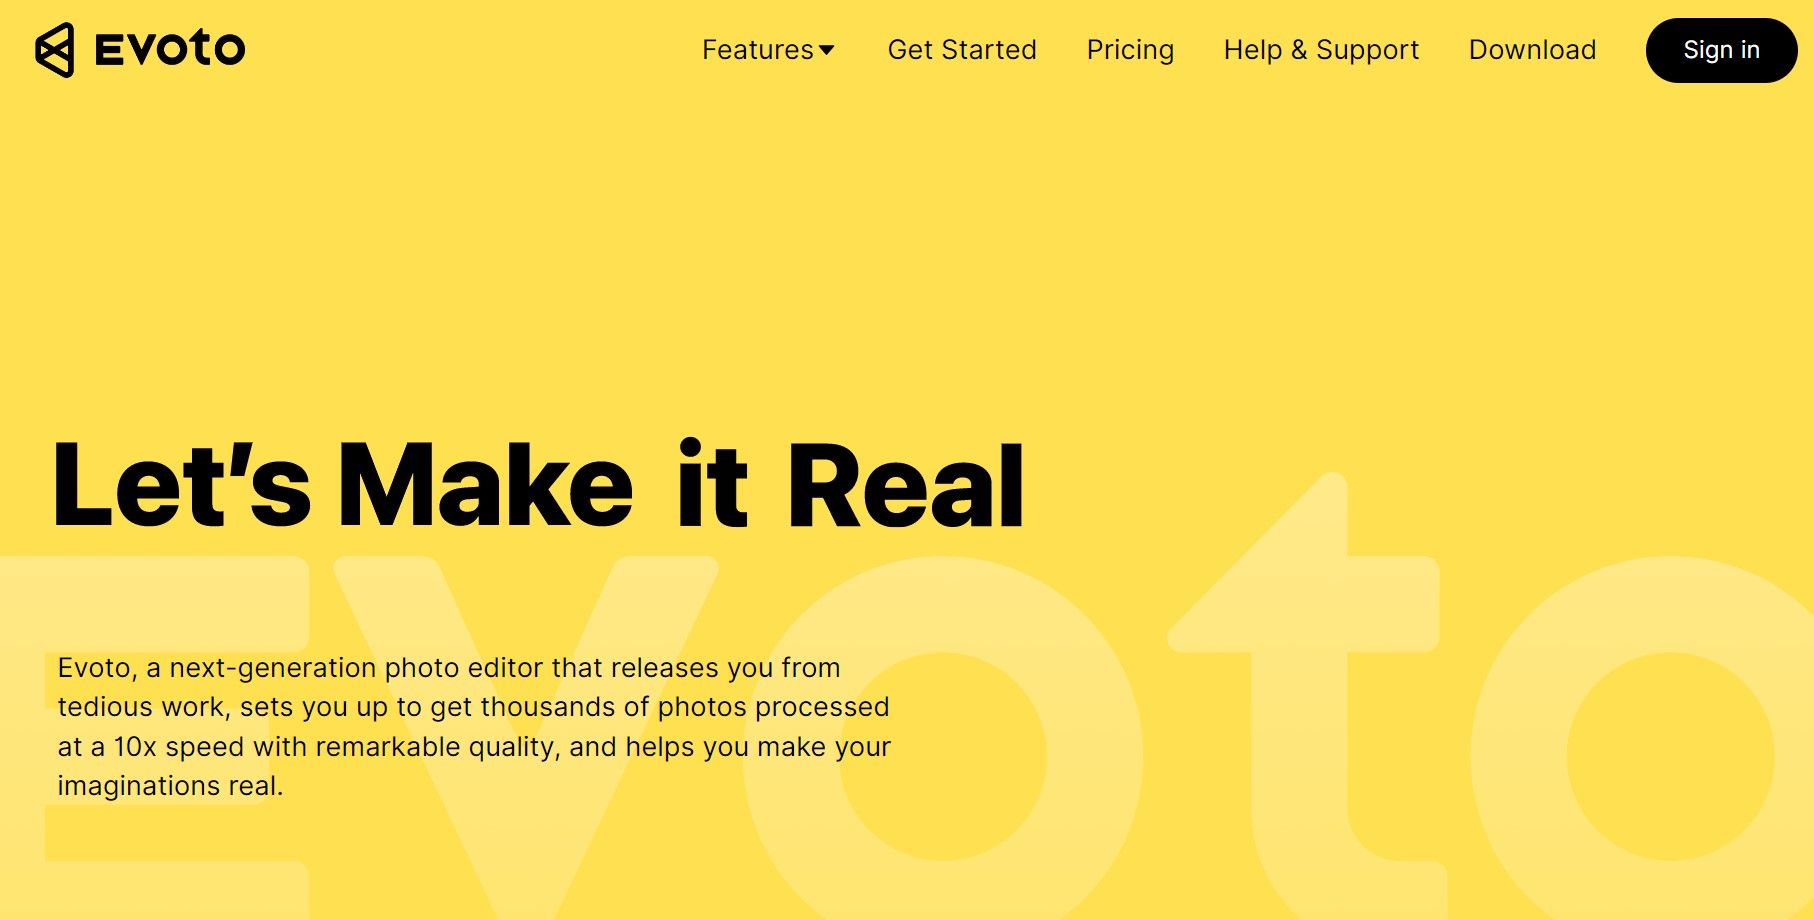 Evoto
Features
Get Started
Pricing
Help & Support
Download
Sign in
Let's Make it Real
Evoto
Evoto, a next-generation photo editor that releases you from
tedious work, sets you up to get thousands of photos processed
at a 10x speed with remarkable quality, and helps you make your
imaginations real.